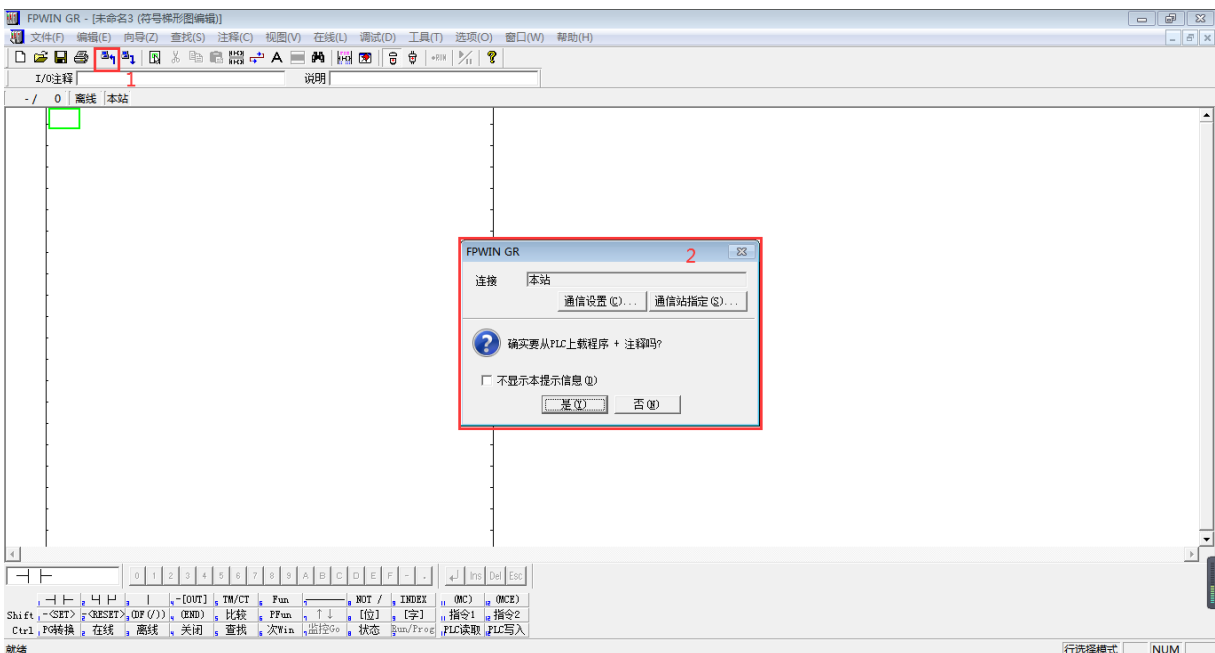 FPWIN GR - [未命名3 (符号梯形图编辑)]
文件(F) 编辑(E) 向导(Z) 查找(S) 注释(C) 视图(V) 在线(L) 调试(D) 工具(T) 选项(O) 窗口(W) 帮助(H)
1
I/O注释 说明
- / 0 离线 本站
FPWIN GR
2
连接 本站
通信设置(C)... 通信站指定(S)...
确实要从PLC上载程序 + 注释吗?
不显示本提示信息(D)
是(Y) 否(N)
0 1 2 3 4 5 6 7 8 9 A B C D E F - . Ins Del Esc
-[OUT] TM/CT Fun NOT / INDEX (MC) (MCE)
Shift -<SET> -<RESET> (DF(/)) (END) 比较 PFun ↑↓ [位] [字] 指令1 指令2
Ctrl PG转换 在线 离线 关闭 查找 次Win 监控Go 状态 Run/Prog PLC读取 PLC写入
就绪 行选择模式 NUM